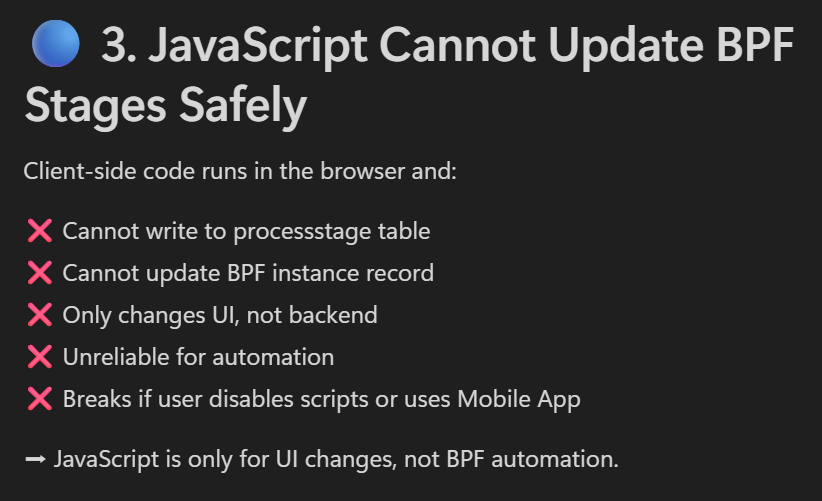 🔵 3. JavaScript Cannot Update BPF
Stages Safely
Client-side code runs in the browser and:
❌ Cannot write to processstage table
❌ Cannot update BPF instance record
❌ Only changes UI, not backend
❌ Unreliable for automation
❌ Breaks if user disables scripts or uses Mobile App
➡ JavaScript is only for UI changes, not BPF automation.